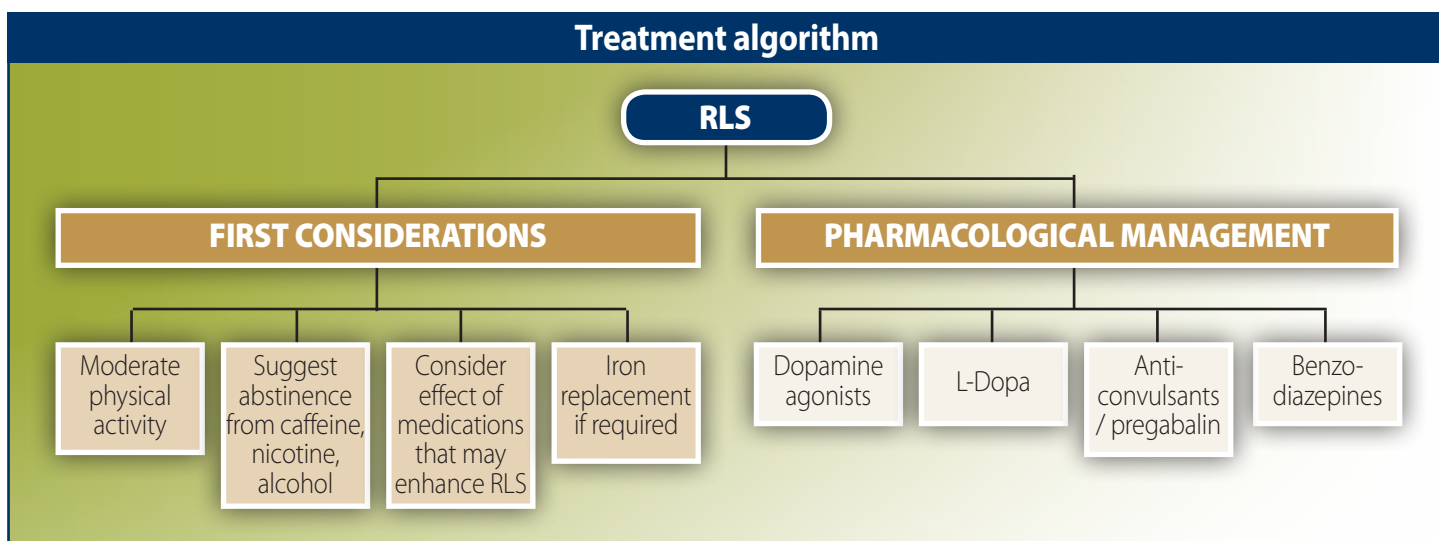 Treatment algorithm
RLS
FIRST CONSIDERATIONS
PHARMACOLOGICAL MANAGEMENT
Moderate
physical
activity
Suggest
abstinence
from caffeine,
nicotine,
alcohol
Consider
effect of
medications
that may
enhance RLS
Iron
replacement
if required
Dopamine
agonists
L-Dopa
Anti-
convulsants
/ pregabalin
Benzo-
diazepines